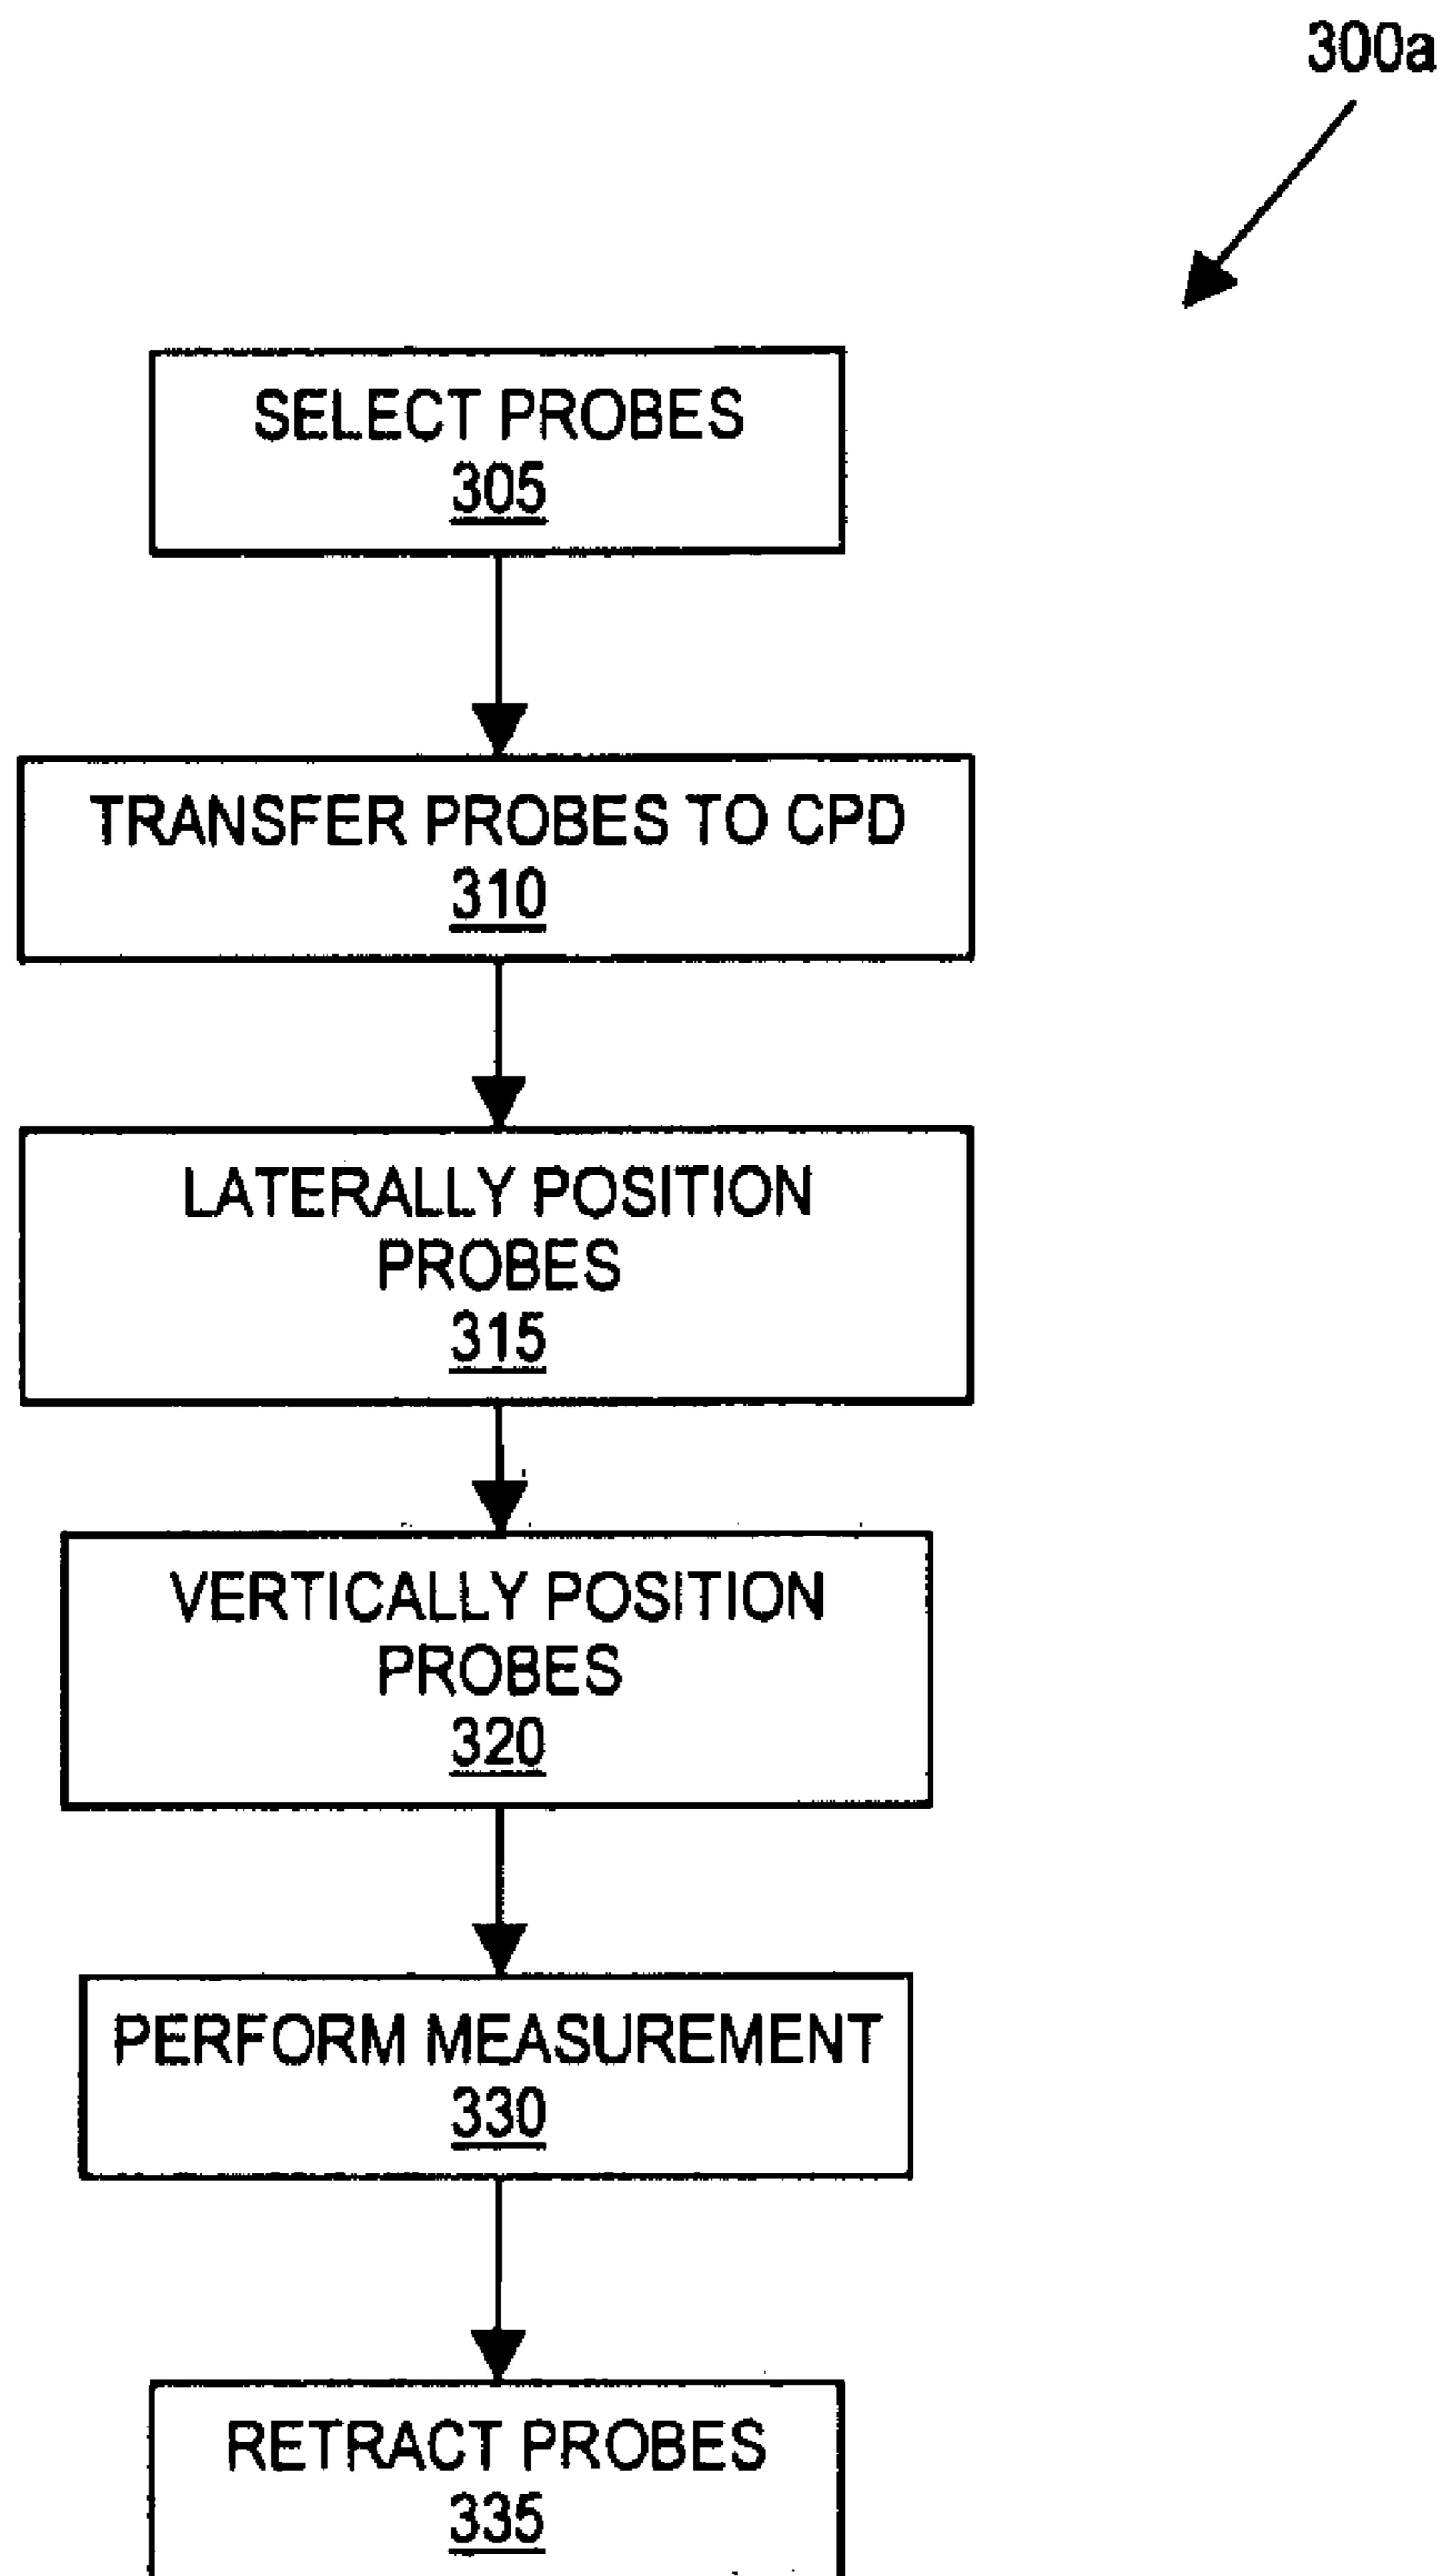 300a
SELECT PROBES
305
TRANSFER PROBES TO CPD
310
LATERALLY POSITION
PROBES
315
VERTICALLY POSITION
PROBES
320
PERFORM MEASUREMENT
330
RETRACT PROBES
335